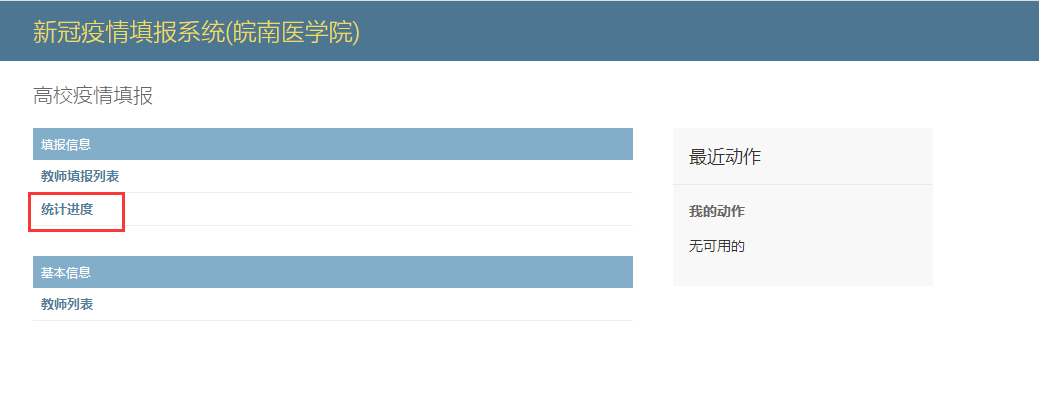 新冠疫情填报系统(皖南医学院)
高校疫情填报
填报信息
教师填报列表
统计进度
基本信息
教师列表
最近动作
我的动作
无可用的